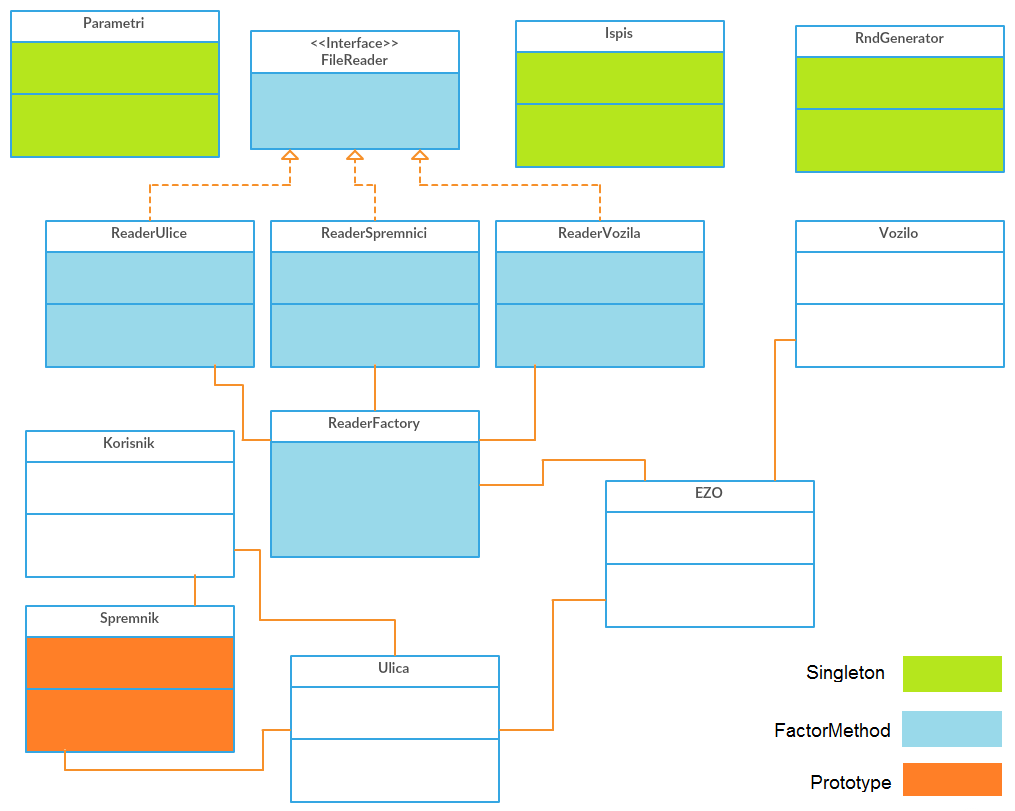 Parametri
<<Interface>>
FileReader
Ispis
RndGenerator
ReaderUlice
ReaderSpremnici
ReaderVozila
Vozilo
ReaderFactory
Korisnik
EZO
Spremnik
Ulica
Singleton
FactorMethod
Prototype